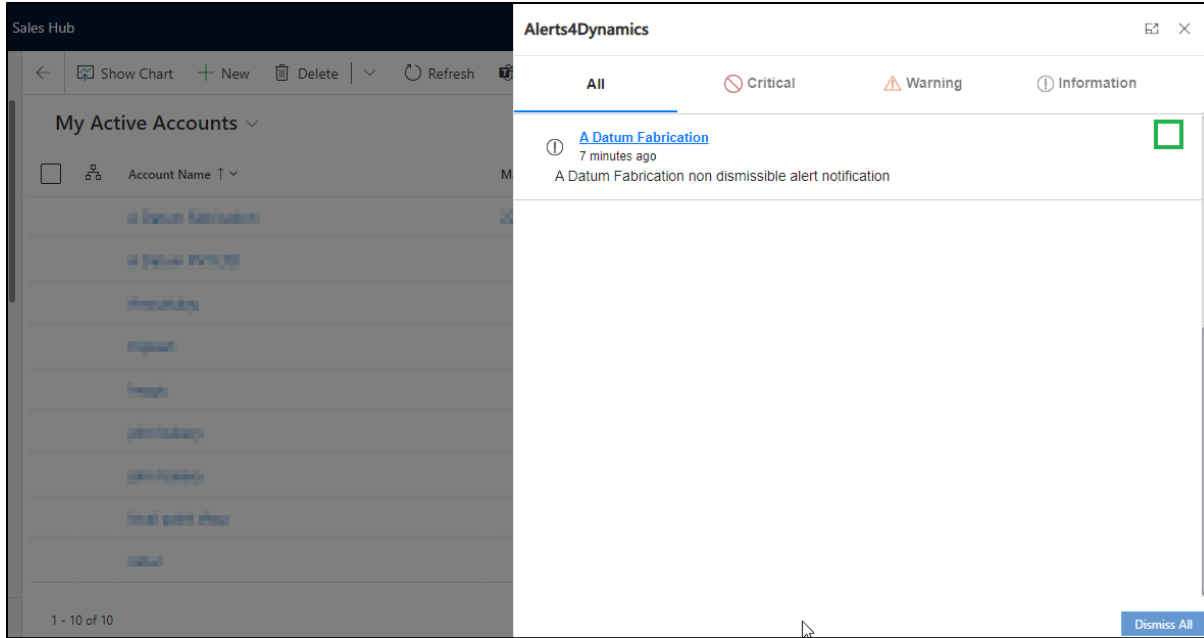 Sales Hub
Show Chart
New
Delete
Refresh
My Active Accounts
Account Name
1 - 10 of 10
Alerts4Dynamics
All
Critical
Warning
Information
A Datum Fabrication
7 minutes ago
A Datum Fabrication non dismissible alert notification
Dismiss All